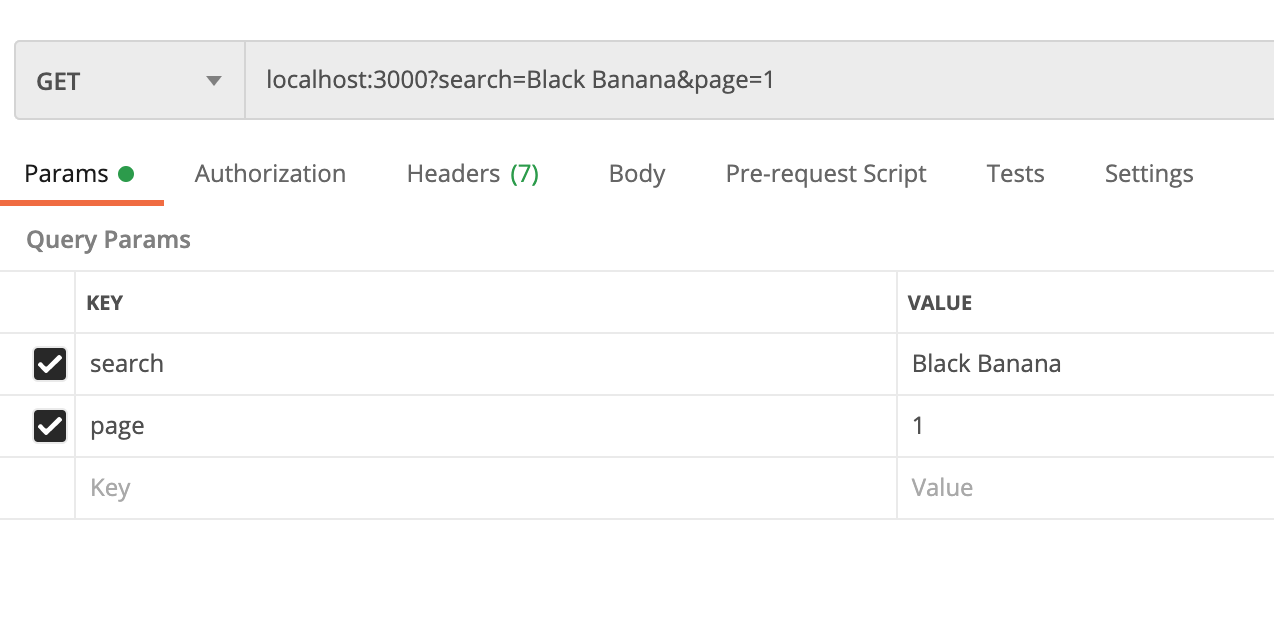 GET localhost:3000?search=Black Banana&page=1
Params Authorization Headers (7) Body Pre-request Script Tests Settings
Query Params
KEY VALUE
search Black Banana
page 1
Key Value